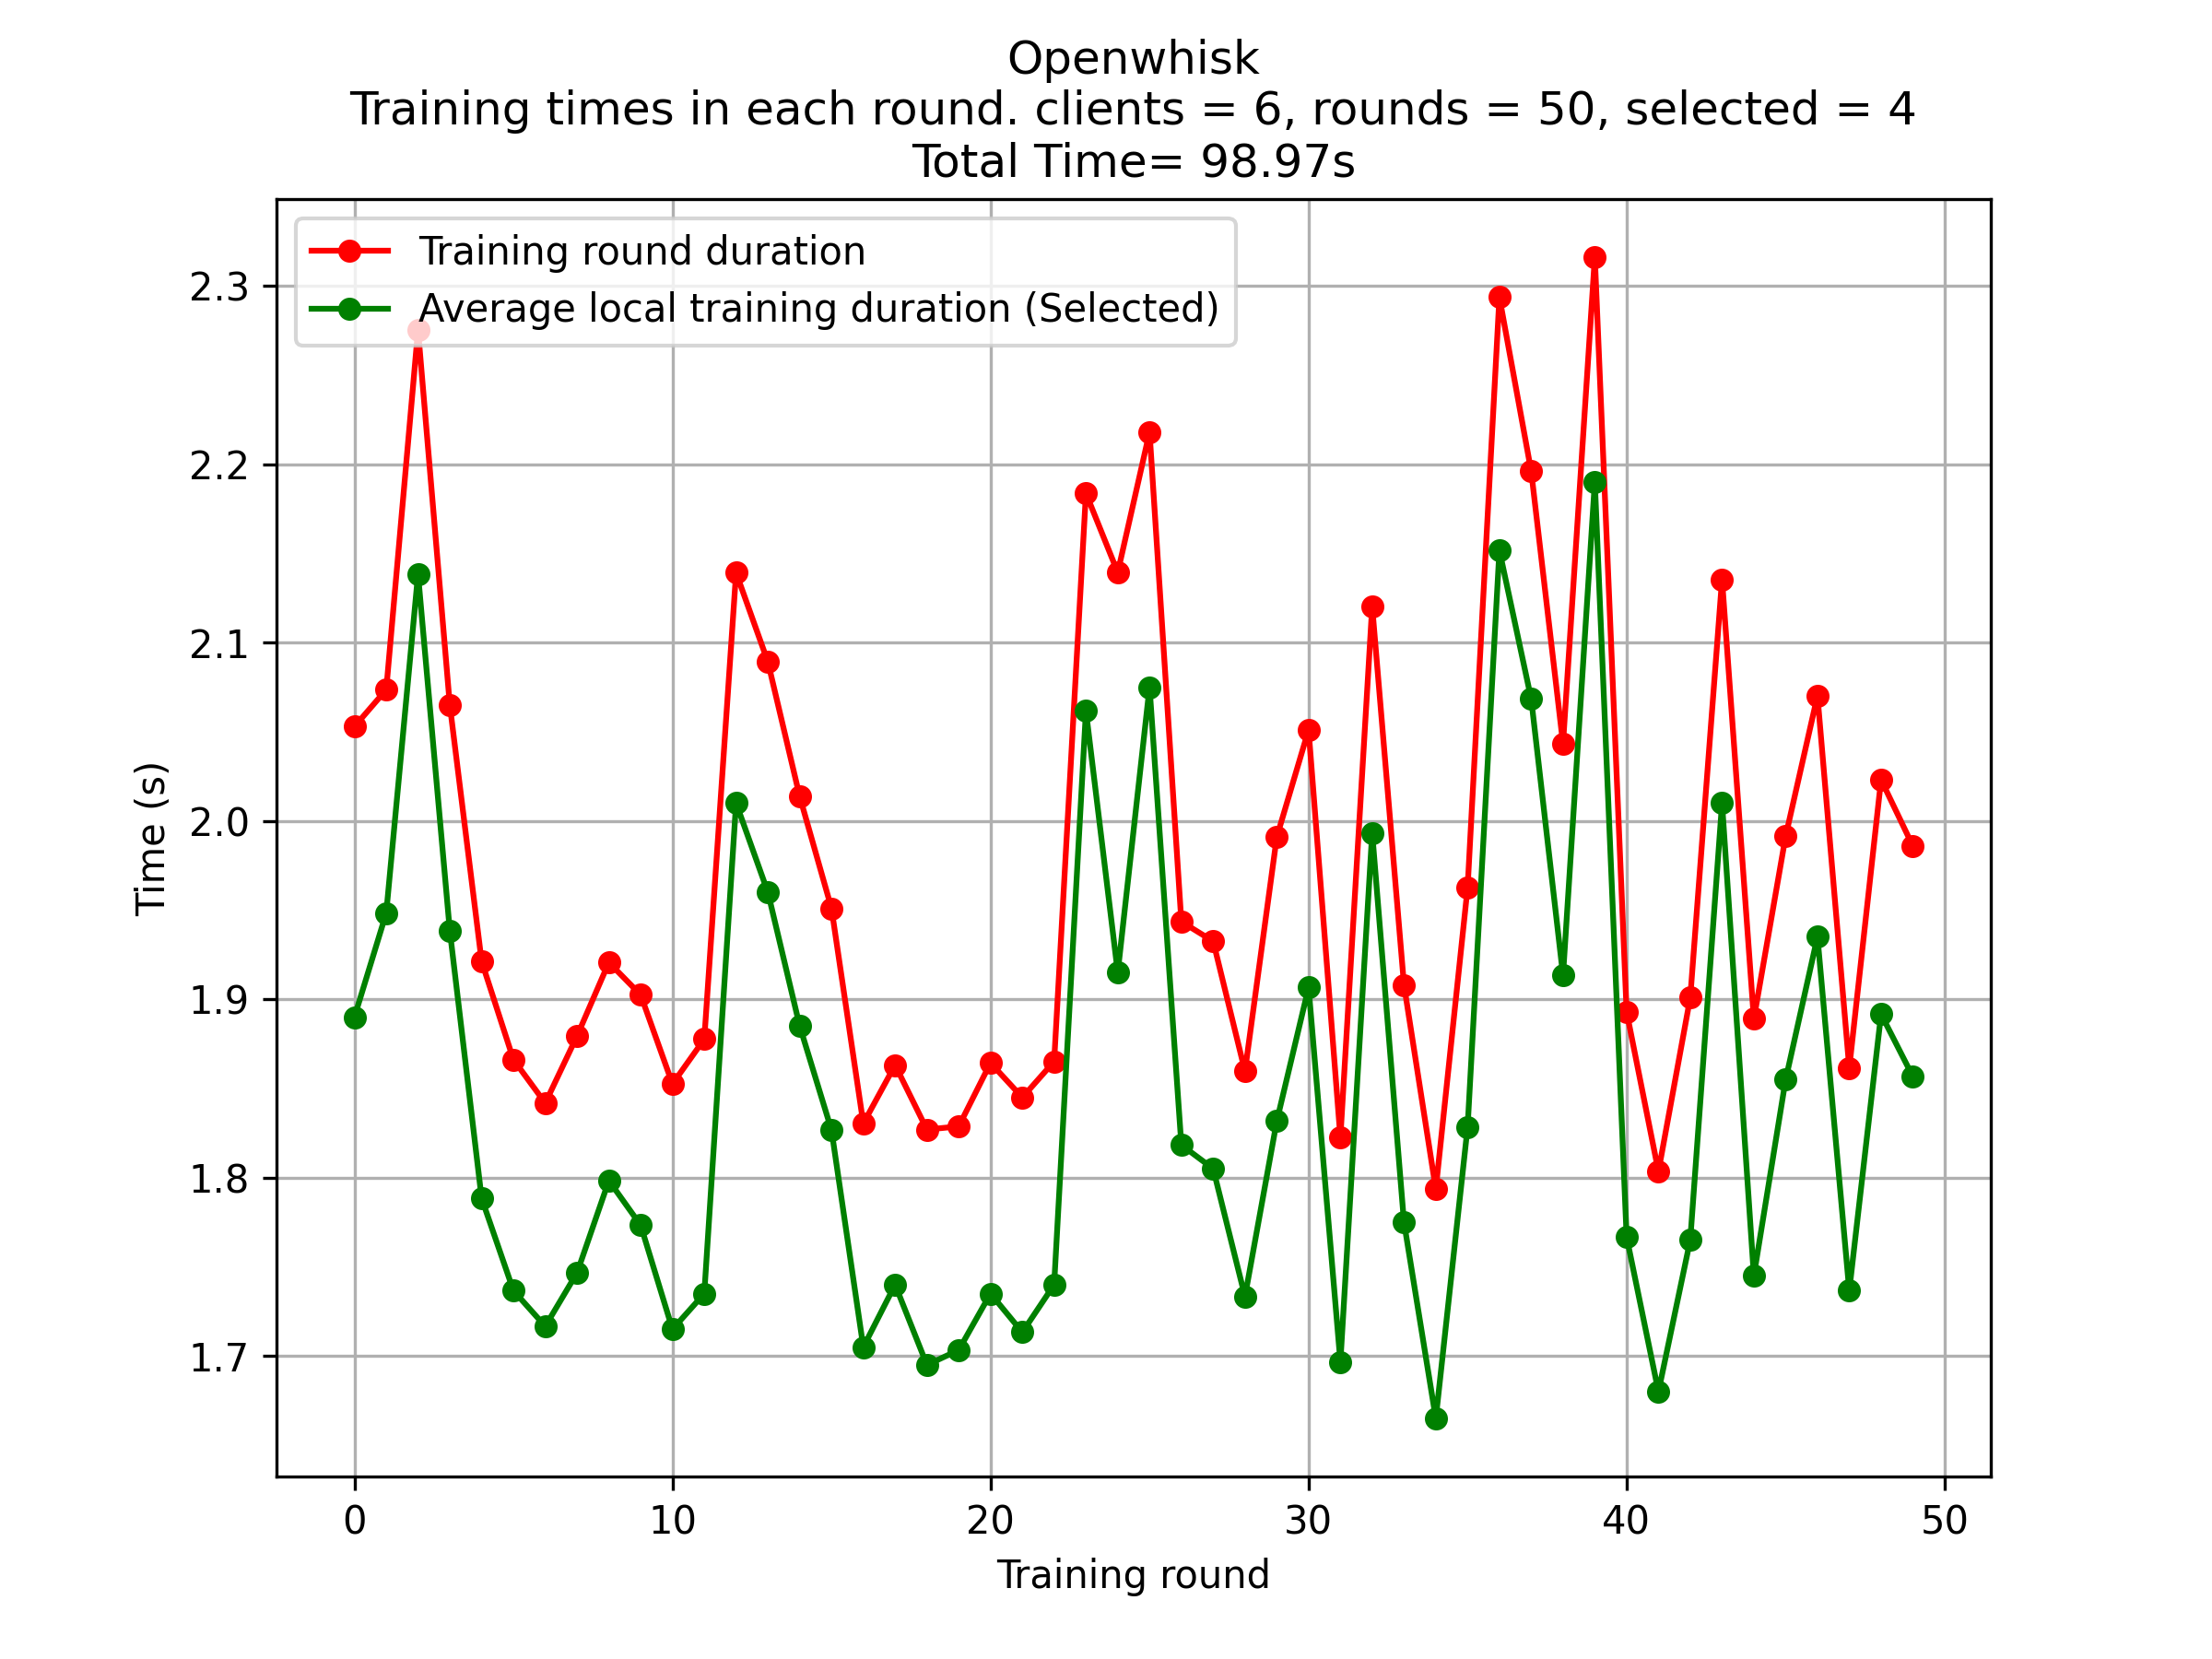 Openwhisk
Training times in each round. clients = 6, rounds = 50, selected = 4
Total Time= 98.97s
Training round duration
Average local training duration (Selected)
2.3
2.2
2.1
2.0
1.9
1.8
1.7
Time (s)
0 10 20 30 40 50
Training round